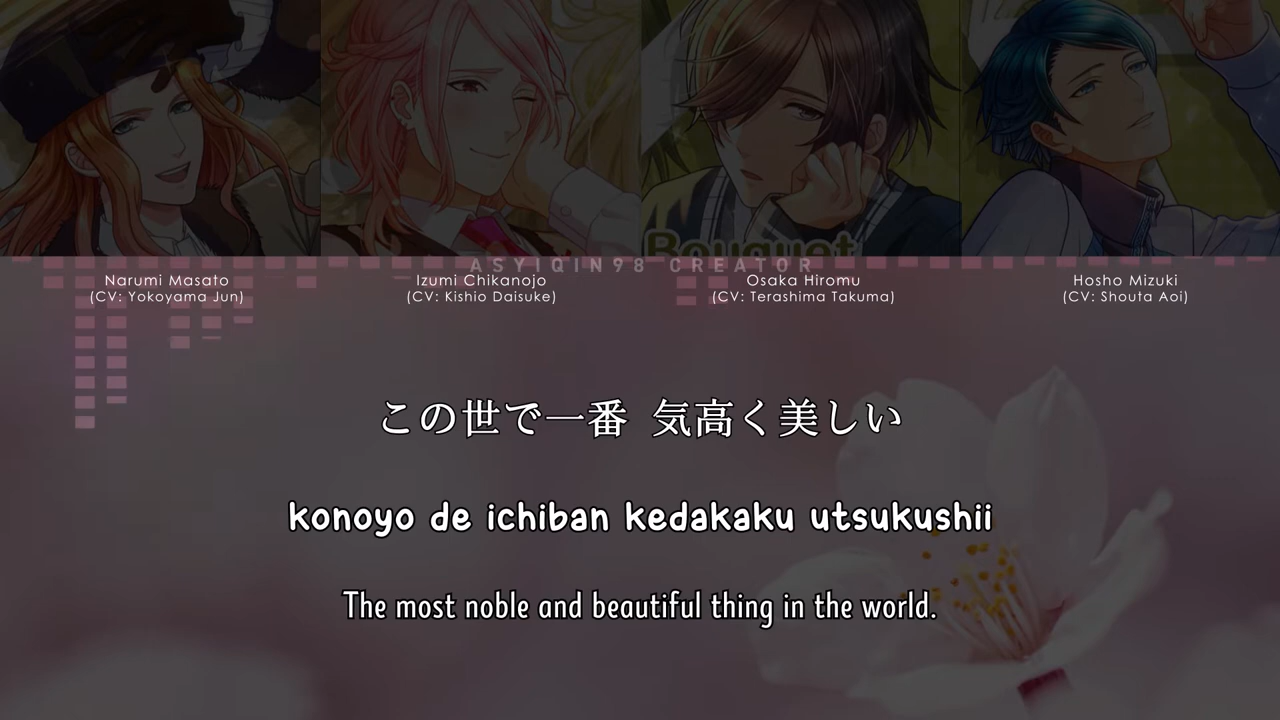 Bouquet
ASYIQIN98 CREATOR
Narumi Masato
(CV: Yokoyama Jun)
Izumi Chikanojo
(CV: Kishio Daisuke)
Osaka Hiromu
(CV: Terashima Takuma)
Hosho Mizuki
(CV: Shouta Aoi)
この世で一番 気高く美しい
konoyo de ichiban kedakaku utsukushii
The most noble and beautiful thing in the world.